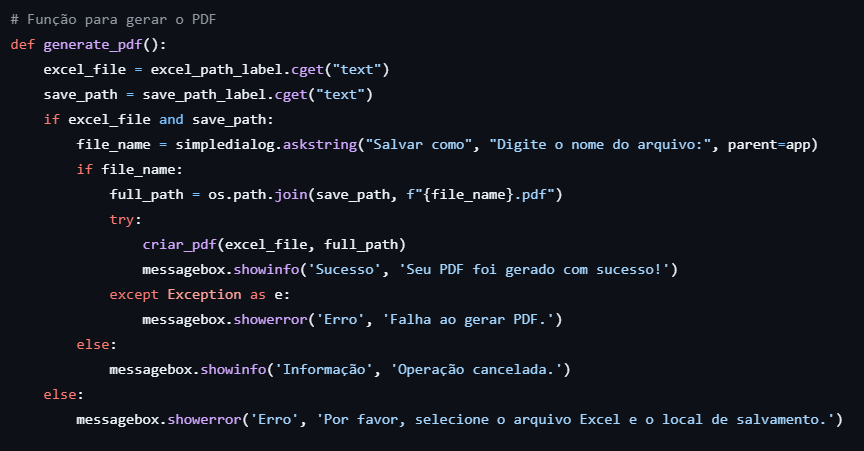 # Função para gerar o PDF
def generate_pdf():
    excel_file = excel_path_label.cget("text")
    save_path = save_path_label.cget("text")
    if excel_file and save_path:
        file_name = simpledialog.askstring("Salvar como", "Digite o nome do arquivo:", parent=app)
        if file_name:
            full_path = os.path.join(save_path, f"{file_name}.pdf")
            try:
                criar_pdf(excel_file, full_path)
                messagebox.showinfo('Sucesso', 'Seu PDF foi gerado com sucesso!')
            except Exception as e:
                messagebox.showerror('Erro', 'Falha ao gerar PDF.')
        else:
            messagebox.showinfo('Informação', 'Operação cancelada.')
    else:
        messagebox.showerror('Erro', 'Por favor, selecione o arquivo Excel e o local de salvamento.')